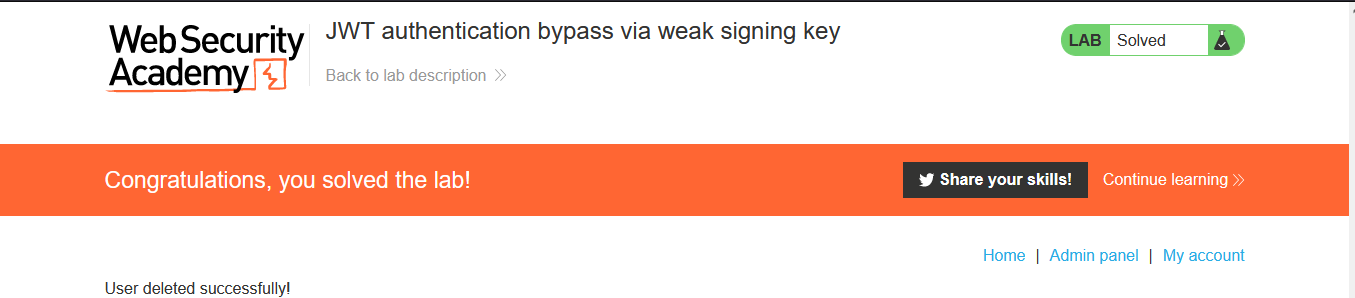 Web Security
Academy
JWT authentication bypass via weak signing key
Back to lab description
LAB Solved
Congratulations, you solved the lab!
Share your skills!
Continue learning
Home | Admin panel | My account
User deleted successfully!